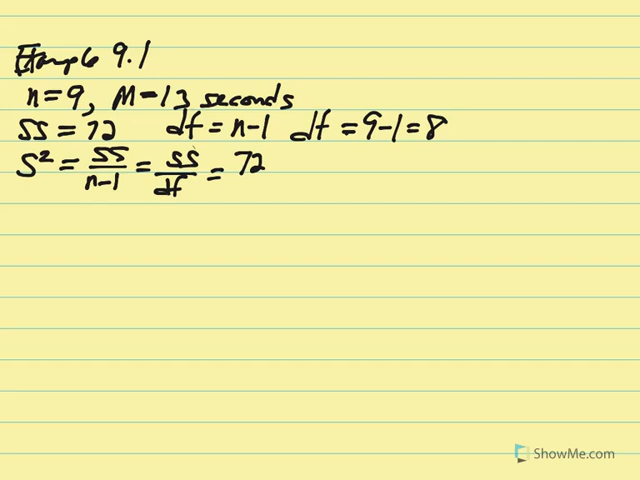 Example 9.1
n = 9, M = 13 seconds
SS = 72 df = n-1 df = 9-1 = 8
S² = SS/n-1 = SS/df = 72
ShowMe.com